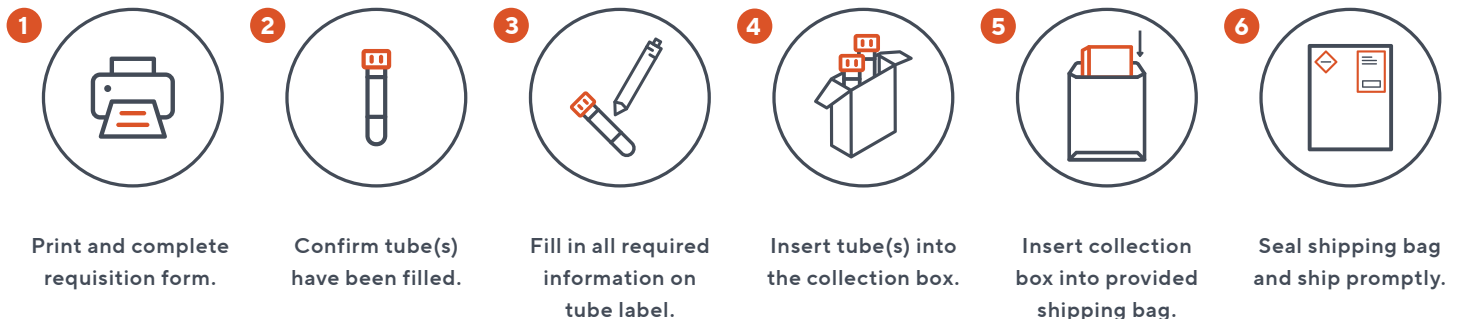 1
2
3
4
5
6
Print and complete
requisition form.
Confirm tube(s)
have been filled.
Fill in all required
information on
tube label.
Insert tube(s) into
the collection box.
Insert collection
box into provided
shipping bag.
Seal shipping bag
and ship promptly.